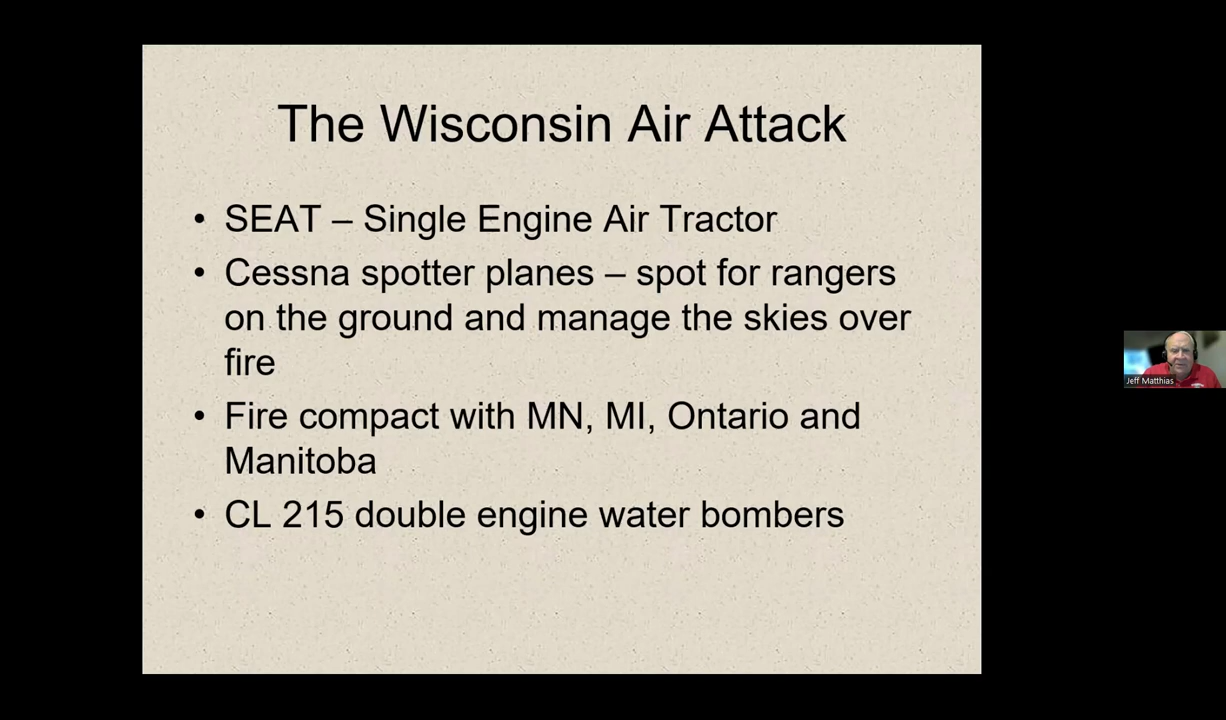 The Wisconsin Air Attack
• SEAT – Single Engine Air Tractor
• Cessna spotter planes – spot for rangers
on the ground and manage the skies over
fire
• Fire compact with MN, MI, Ontario and
Manitoba
• CL 215 double engine water bombers
Jeff Matthias